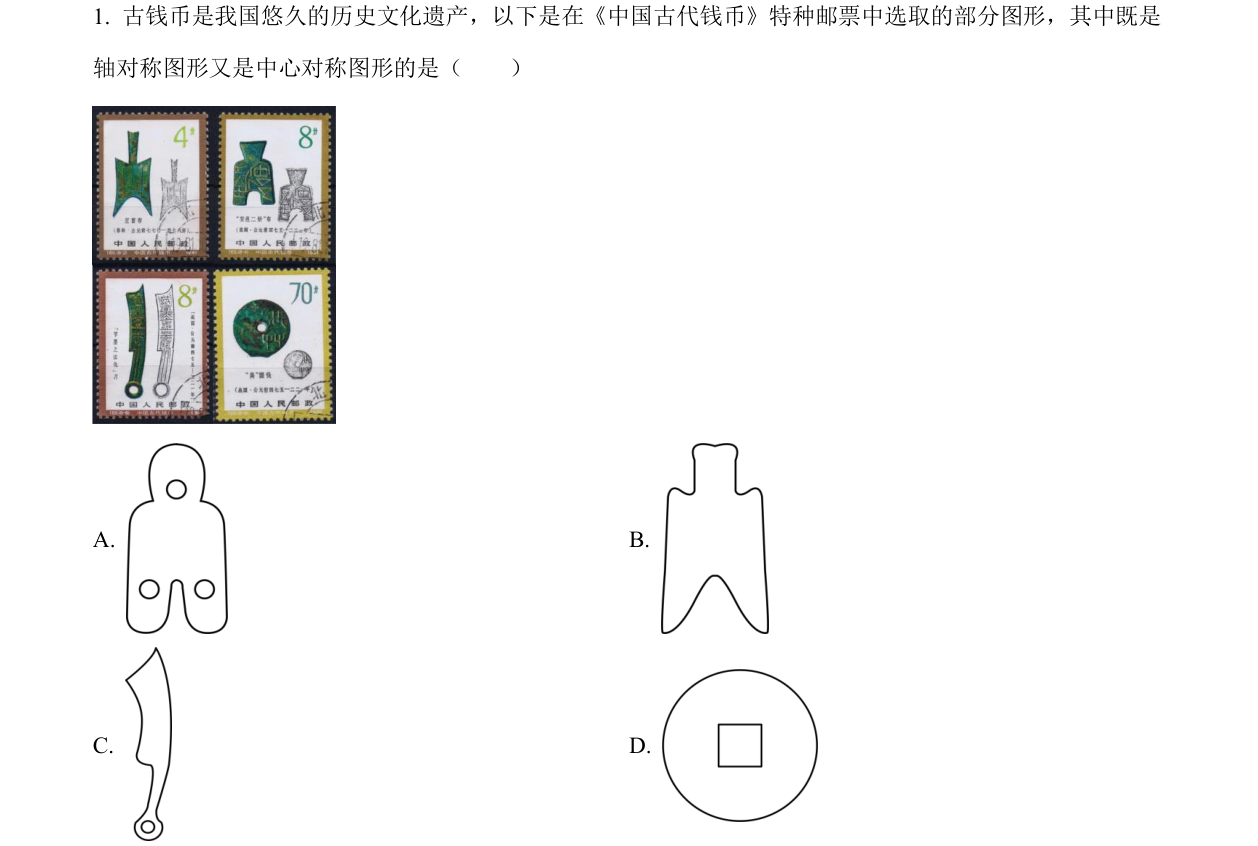 1. 古钱币是我国悠久的历史文化遗产，以下是在《中国古代钱币》特种邮票中选取的部分图形，其中既是
轴对称图形又是中心对称图形的是（　　）
4分
8分
中国人民邮政
中国人民邮政
8分
70分
中国人民邮政
中国人民邮政
A.
B.
C.
D.